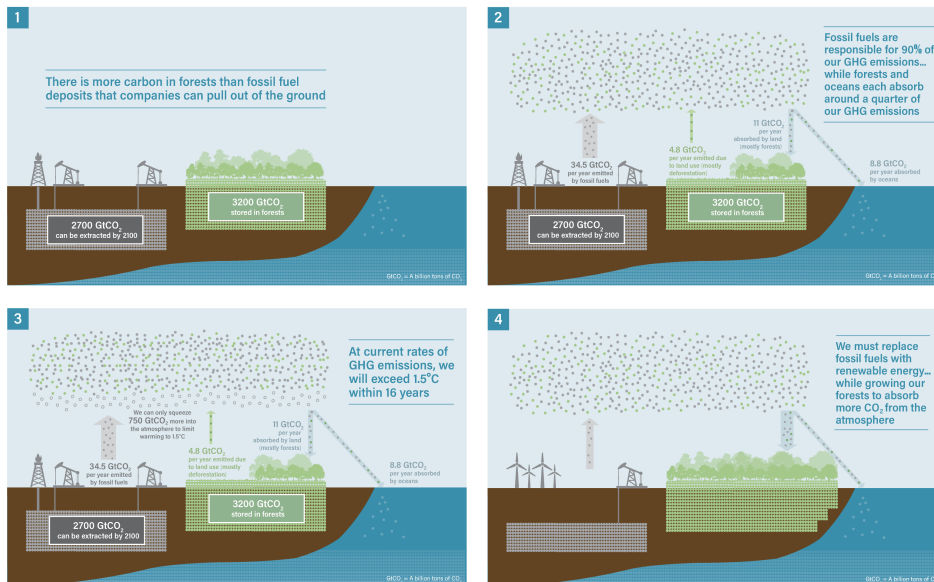 1
There is more carbon in forests than fossil fuel
deposits that companies can pull out of the ground
3200 GtCO₂
stored in forests
2700 GtCO₂
can be extracted by 2100
GtCO₂ = A billion tons of CO₂
2
Fossil fuels are
responsible for 90% of
our GHG emissions...
while forests and
oceans each absorb
around a quarter of
our GHG emissions
11 GtCO₂
per year
absorbed by land
(mostly forests)
4.8 GtCO₂
per year emitted due
to land use (mostly
deforestation)
34.5 GtCO₂
per year emitted
by fossil fuels
8.8 GtCO₂
per year absorbed
by oceans
3200 GtCO₂
stored in forests
2700 GtCO₂
can be extracted by 2100
GtCO₂ = A billion tons of C
3
At current rates of
GHG emissions, we
will exceed 1.5°C
within 16 years
We can only squeeze
750 GtCO₂ more into
the atmosphere to limit
warming to 1.5°C
11 GtCO₂
per year
absorbed by land
(mostly forests)
4.8 GtCO₂
per year emitted due
to land use (mostly
deforestation)
34.5 GtCO₂
per year emitted
by fossil fuels
8.8 GtCO₂
per year absorbed
by oceans
3200 GtCO₂
stored in forests
2700 GtCO₂
can be extracted by 2100
GtCO₂ = A billion tons of CO₂
4
We must replace
fossil fuels with
renewable energy...
while growing our
forests to absorb
more CO₂ from the
atmosphere
GtCO₂ = A billion tons of C